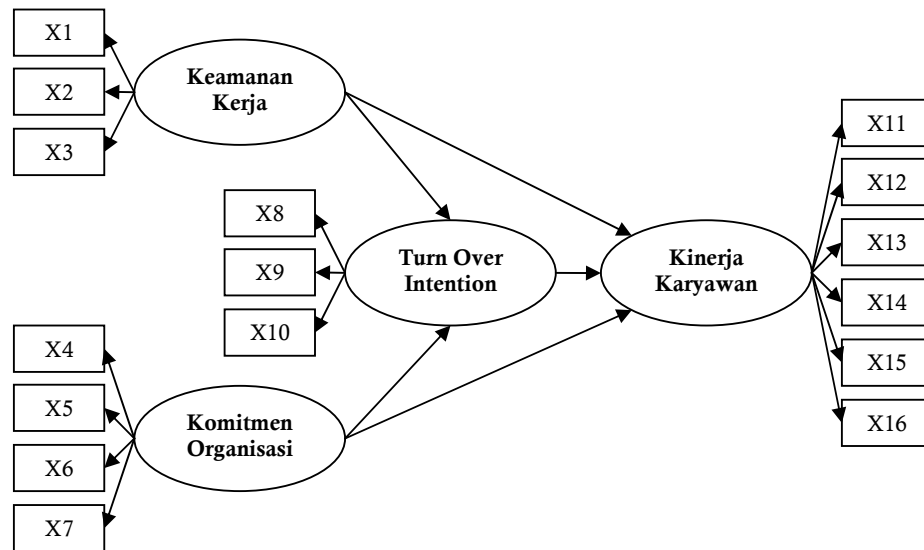 X1
X2
X3
Keamanan
Kerja
X8
X9
X10
Turn Over
Intention
X4
X5
X6
X7
Komitmen
Organisasi
Kinerja
Karyawan
X11
X12
X13
X14
X15
X16